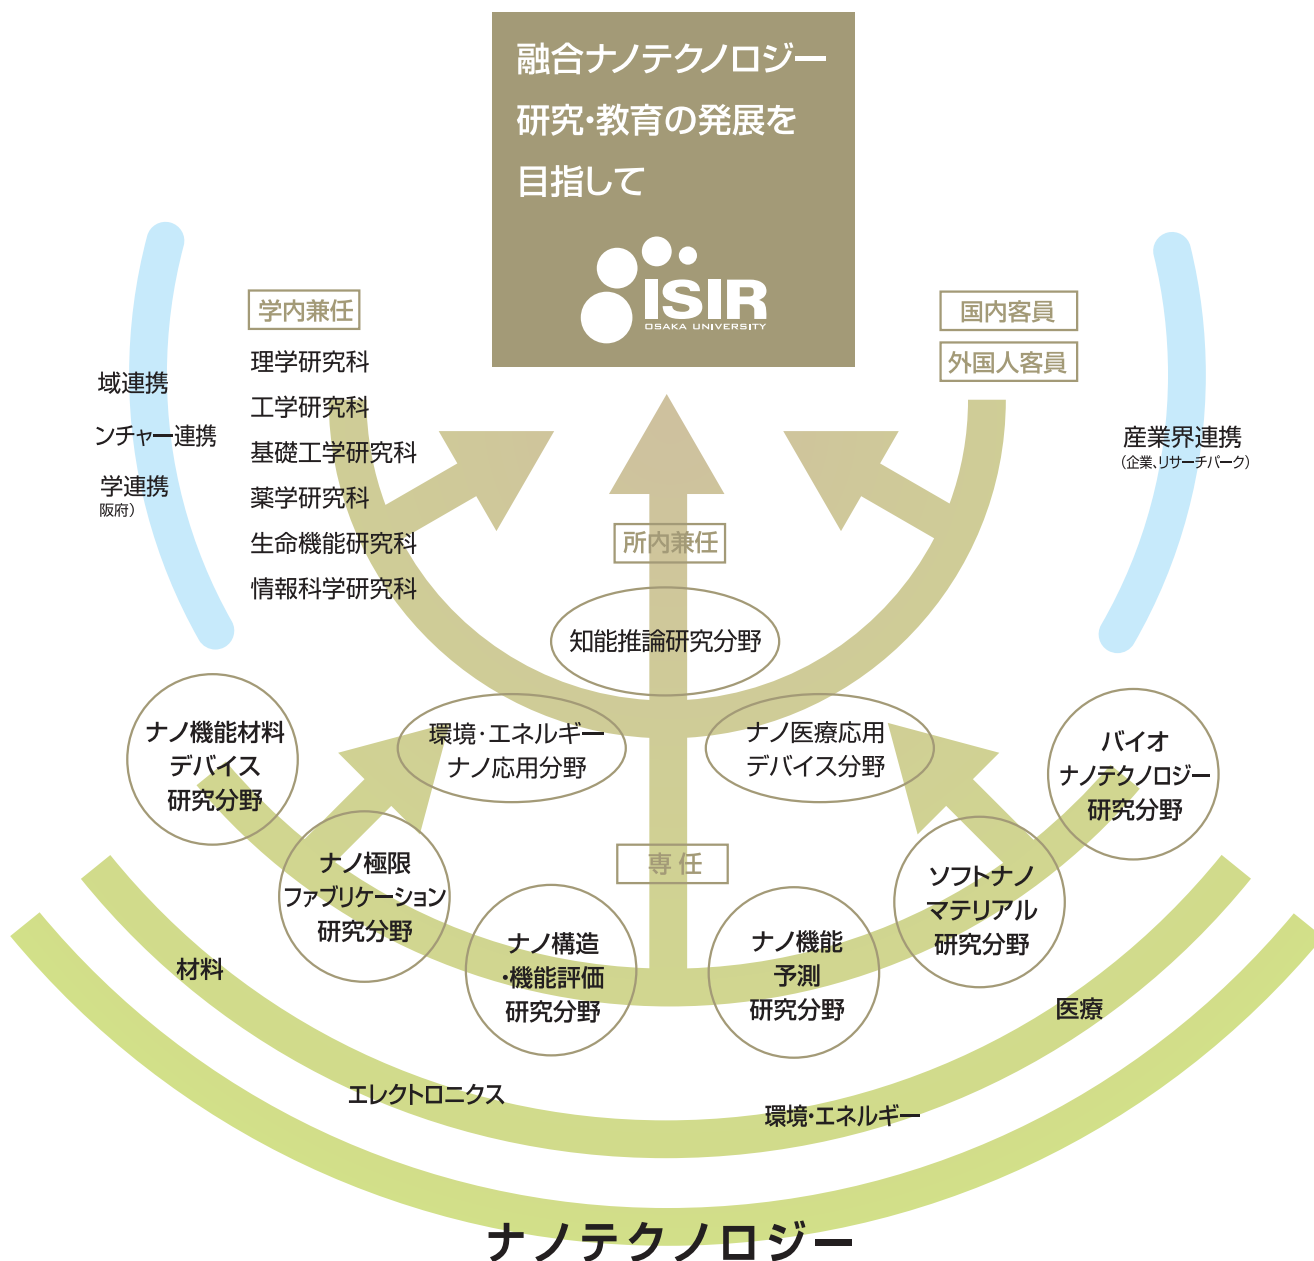 融合ナノテクノロジー
研究・教育の発展を
目指して
ISIR
OSAKA UNIVERSITY
学内兼任
理学研究科
工学研究科
基礎工学研究科
薬学研究科
生命機能研究科
情報科学研究科
国内客員
外国人客員
域連携
ンチャー連携
学連携
阪府）
産業界連携
（企業、リサーチパーク）
所内兼任
知能推論研究分野
環境・エネルギー
ナノ応用分野
ナノ医療応用
デバイス分野
専任
ナノ機能材料
デバイス
研究分野
ナノ極限
ファブリケーション
研究分野
ナノ構造
・機能評価
研究分野
ナノ機能
予測
研究分野
ソフトナノ
マテリアル
研究分野
バイオ
ナノテクノロジー
研究分野
材料
エレクトロニクス
環境・エネルギー
医療
ナノテクノロジー